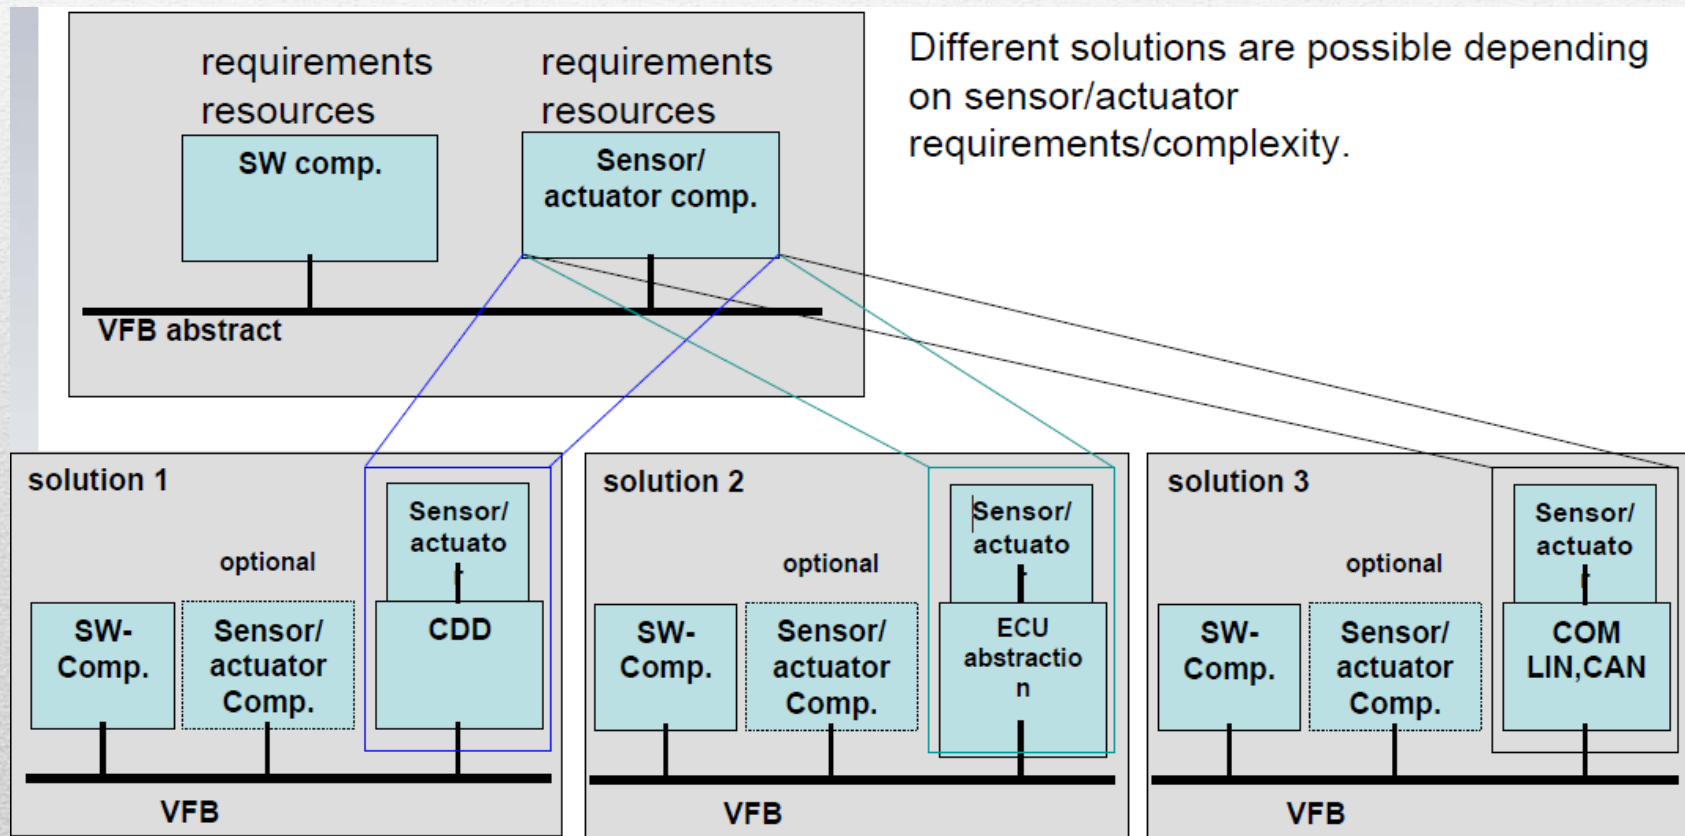 requirements
resources
SW comp.
requirements
resources
Sensor/
actuator comp.
VFB abstract
Different solutions are possible depending
on sensor/actuator
requirements/complexity.
solution 1
SW-
Comp.
optional
Sensor/
actuator
Comp.
Sensor/
actuato
r
CDD
VFB
solution 2
SW-
Comp.
optional
Sensor/
actuator
Comp.
Sensor/
actuato
r
ECU
abstractio
n
VFB
solution 3
SW-
Comp.
optional
Sensor/
actuator
Comp.
Sensor/
actuato
r
COM
LIN,CAN
VFB